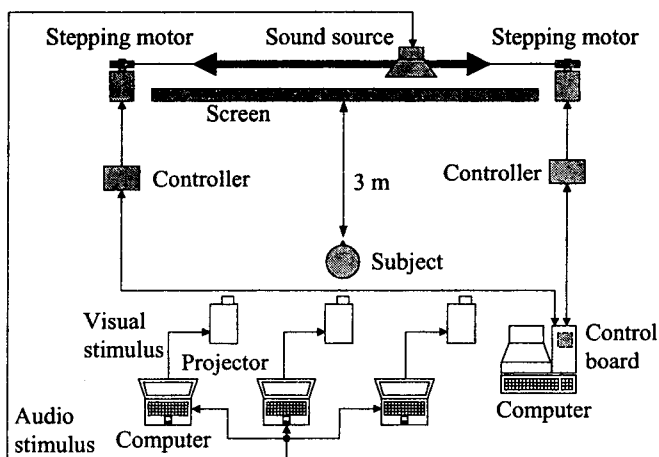 Stepping motor
Sound source
Stepping motor
Screen
Controller
3 m
Controller
Subject
Visual
stimulus
Projector
Control
board
Computer
Audio
stimulus
Computer